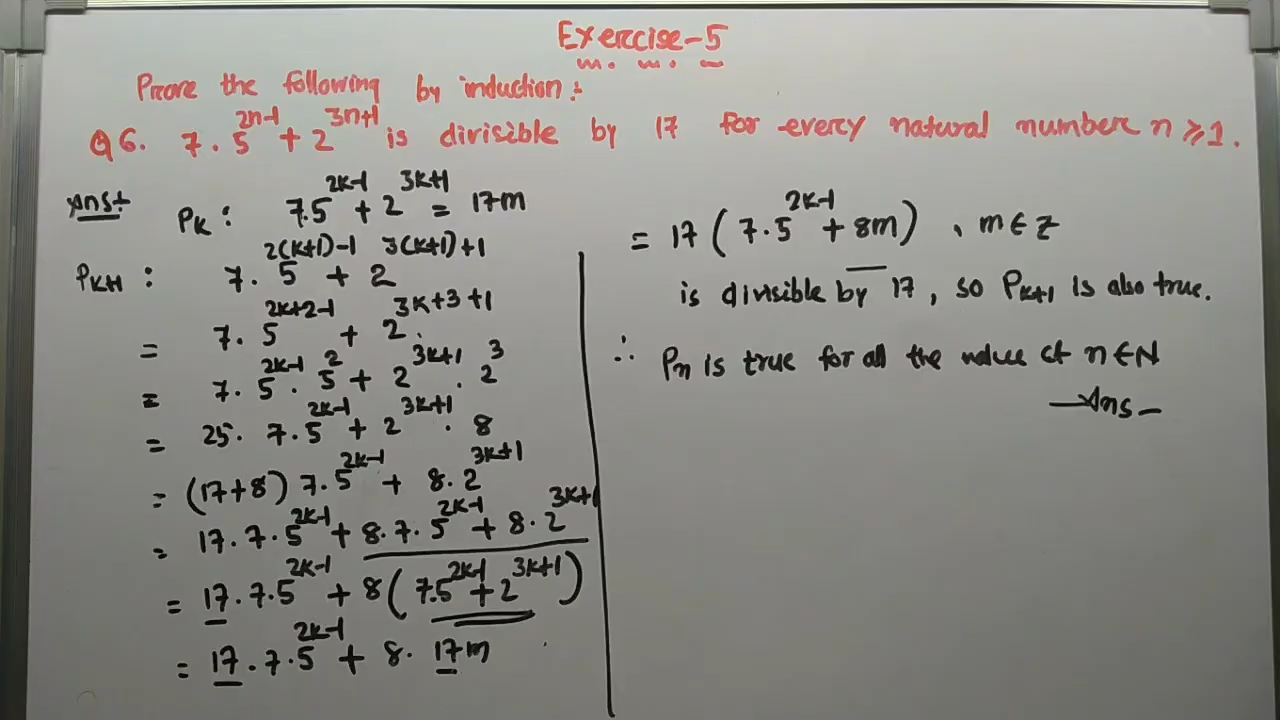 Exercise-5
Prove the following by induction:
Q6. 7.5^{2n-1} + 2^{3n+1} is divisible by 17 for every natural number n ≥ 1.
Ans:
P_K : 7.5^{2K-1} + 2^{3K+1} = 17m
P_{K+1} : 7.5^{2(K+1)-1} + 2^{3(K+1)+1}
= 7.5^{2K+2-1} + 2^{3K+3+1}
= 7.5^{2K-1}.5^2 + 2^{3K+1}.2^3
= 25.7.5^{2K-1} + 2^{3K+1}.8
= (17+8) 7.5^{2K-1} + 8.2^{3K+1}
= 17.7.5^{2K-1} + 8.7.5^{2K-1} + 8.2^{3K+1}
= 17.7.5^{2K-1} + 8(7.5^{2K-1} + 2^{3K+1})
= 17.7.5^{2K-1} + 8.17m
= 17(7.5^{2K-1} + 8m), m ∈ Z
is divisible by 17, so P_{K+1} is also true.
∴ P_n is true for all the value of n ∈ N
—Ans—